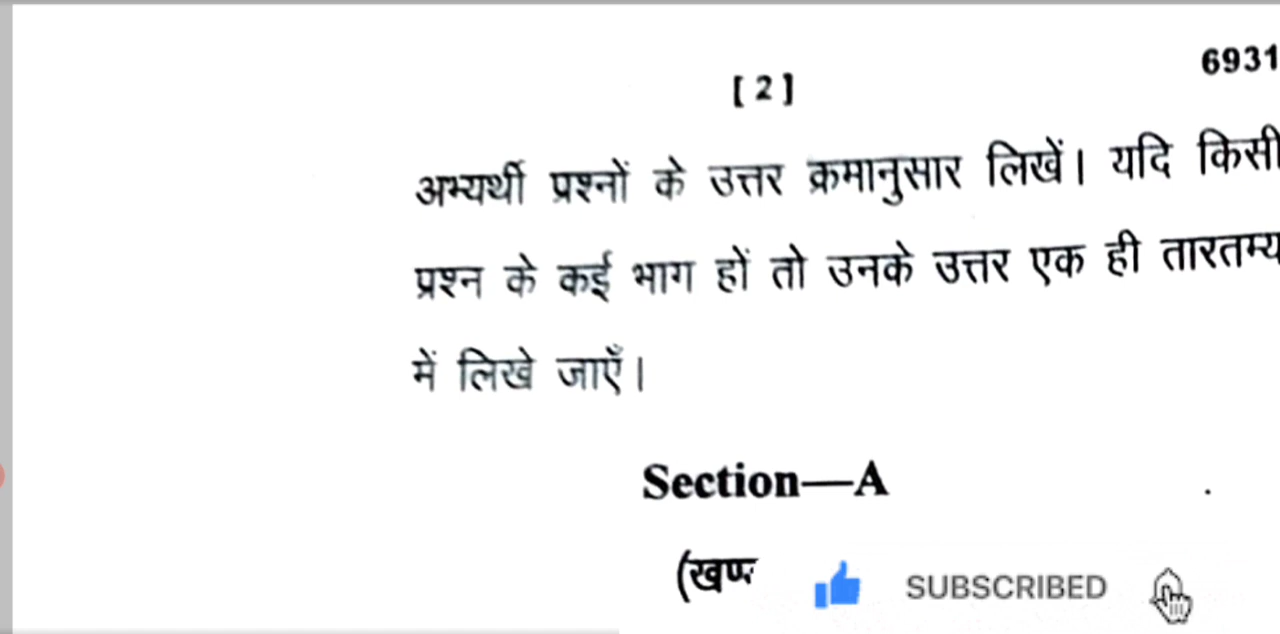 6931
[ 2 ]
अभ्यर्थी प्रश्नों के उत्तर क्रमानुसार लिखें। यदि किसी
प्रश्न के कई भाग हों तो उनके उत्तर एक ही तारतम्य
में लिखे जाएँ।
Section—A
SUBSCRIBED